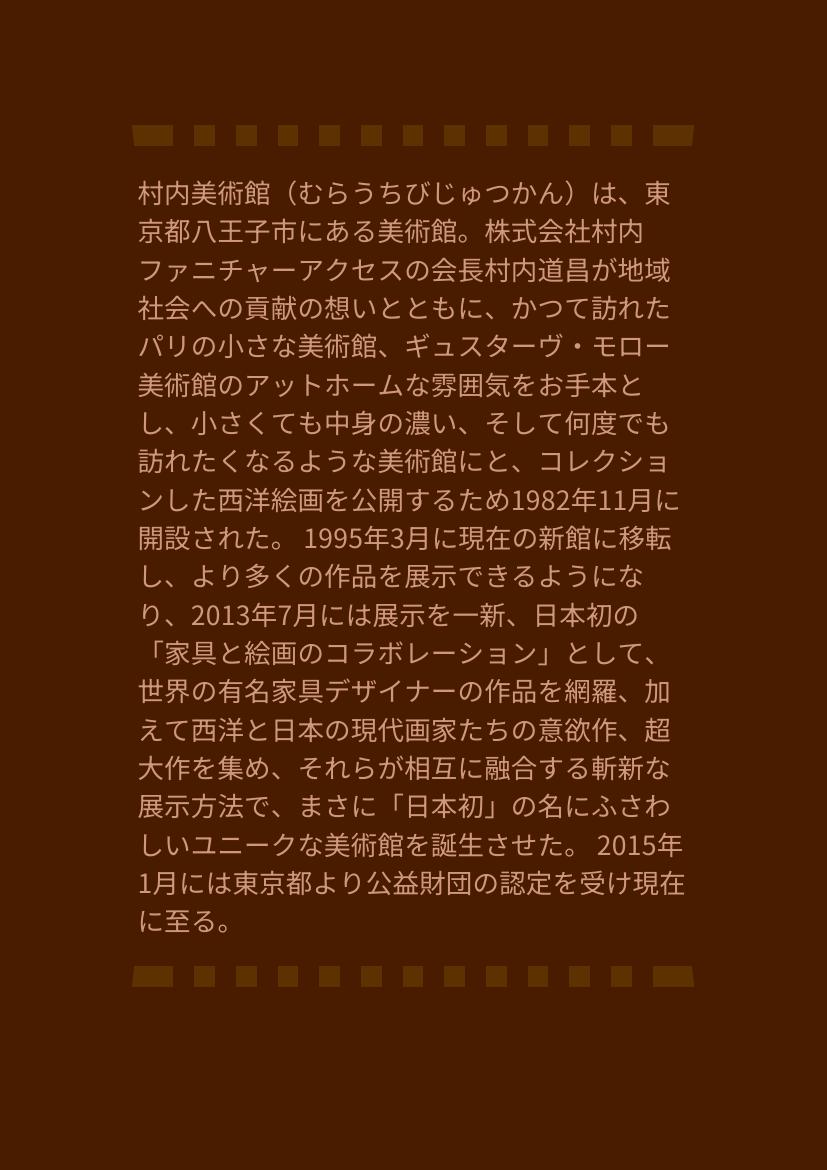 村内美術館（むらうちびじゅつかん）は、東
京都八王子市にある美術館。株式会社村内
ファニチャーアクセスの会長村内道昌が地域
社会への貢献の想いとともに、かつて訪れた
パリの小さな美術館、ギュスターヴ・モロー
美術館のアットホームな雰囲気をお手本と
し、小さくても中身の濃い、そして何度でも
訪れたくなるような美術館にと、コレクショ
ンした西洋絵画を公開するため1982年11月に
開設された。 1995年3月に現在の新館に移転
し、より多くの作品を展示できるようにな
り、2013年7月には展示を一新、日本初の
「家具と絵画のコラボレーション」として、
世界の有名家具デザイナーの作品を網羅、加
えて西洋と日本の現代画家たちの意欲作、超
大作を集め、それらが相互に融合する斬新な
展示方法で、まさに「日本初」の名にふさわ
しいユニークな美術館を誕生させた。 2015年
1月には東京都より公益財団の認定を受け現在
に至る。